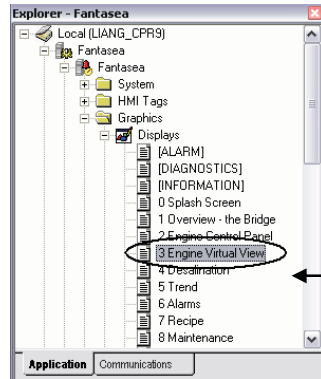 Explorer - Fantasea
Local (LIANG_CPR9)
Fantasea
Fantasea
System
HMI Tags
Graphics
Displays
[ALARM]
[DIAGNOSTICS]
[INFORMATION]
0 Splash Screen
1 Overview - the Bridge
2 Engine Control Panel
3 Engine Virtual View
4 Desalination
5 Trend
6 Alarms
7 Recipe
8 Maintenance
Application Communications